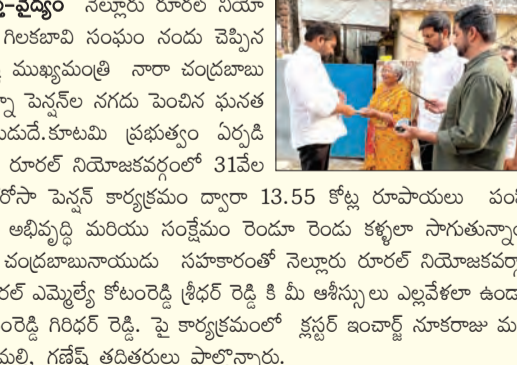 ర్త-వైద్యం నెల్లూరు రూరల్ నియో
గిలకబావి సంఘం నందు చెప్పిన
ముఖ్యమంత్రి నారా చంద్రబాబు
న్నా పెన్షన్‌ల నగదు పెంచిన ఘనత
ుడుదే.కూటమి ప్రభుత్వం ఏర్పడి
రూరల్ నియోజకవర్గంలో 31వేల
రోసా పెన్షన్ కార్యక్రమం ద్వారా 13.55 కోట్ల రూపాయలు పం
అభివృద్ధి మరియు సంక్షేమం రెండూ రెండు కళ్ళలా సాగుతున్నా
చంద్రబాబునాయుడు సహకారంతో నెల్లూరు రూరల్ నియోజకవర్గ
రల్ ఎమ్మెల్యే కోటంరెడ్డి శ్రీధర్ రెడ్డి కి మీ ఆశీస్సులు ఎల్లవేళలా ఉండా
ంరెడ్డి గిరిధర్ రెడ్డి. పై కార్యక్రమంలో క్లస్టర్ ఇంచార్జ్ నూకరాజు మ
మలి, గణేష్ తదితరులు పాల్గొన్నారు.